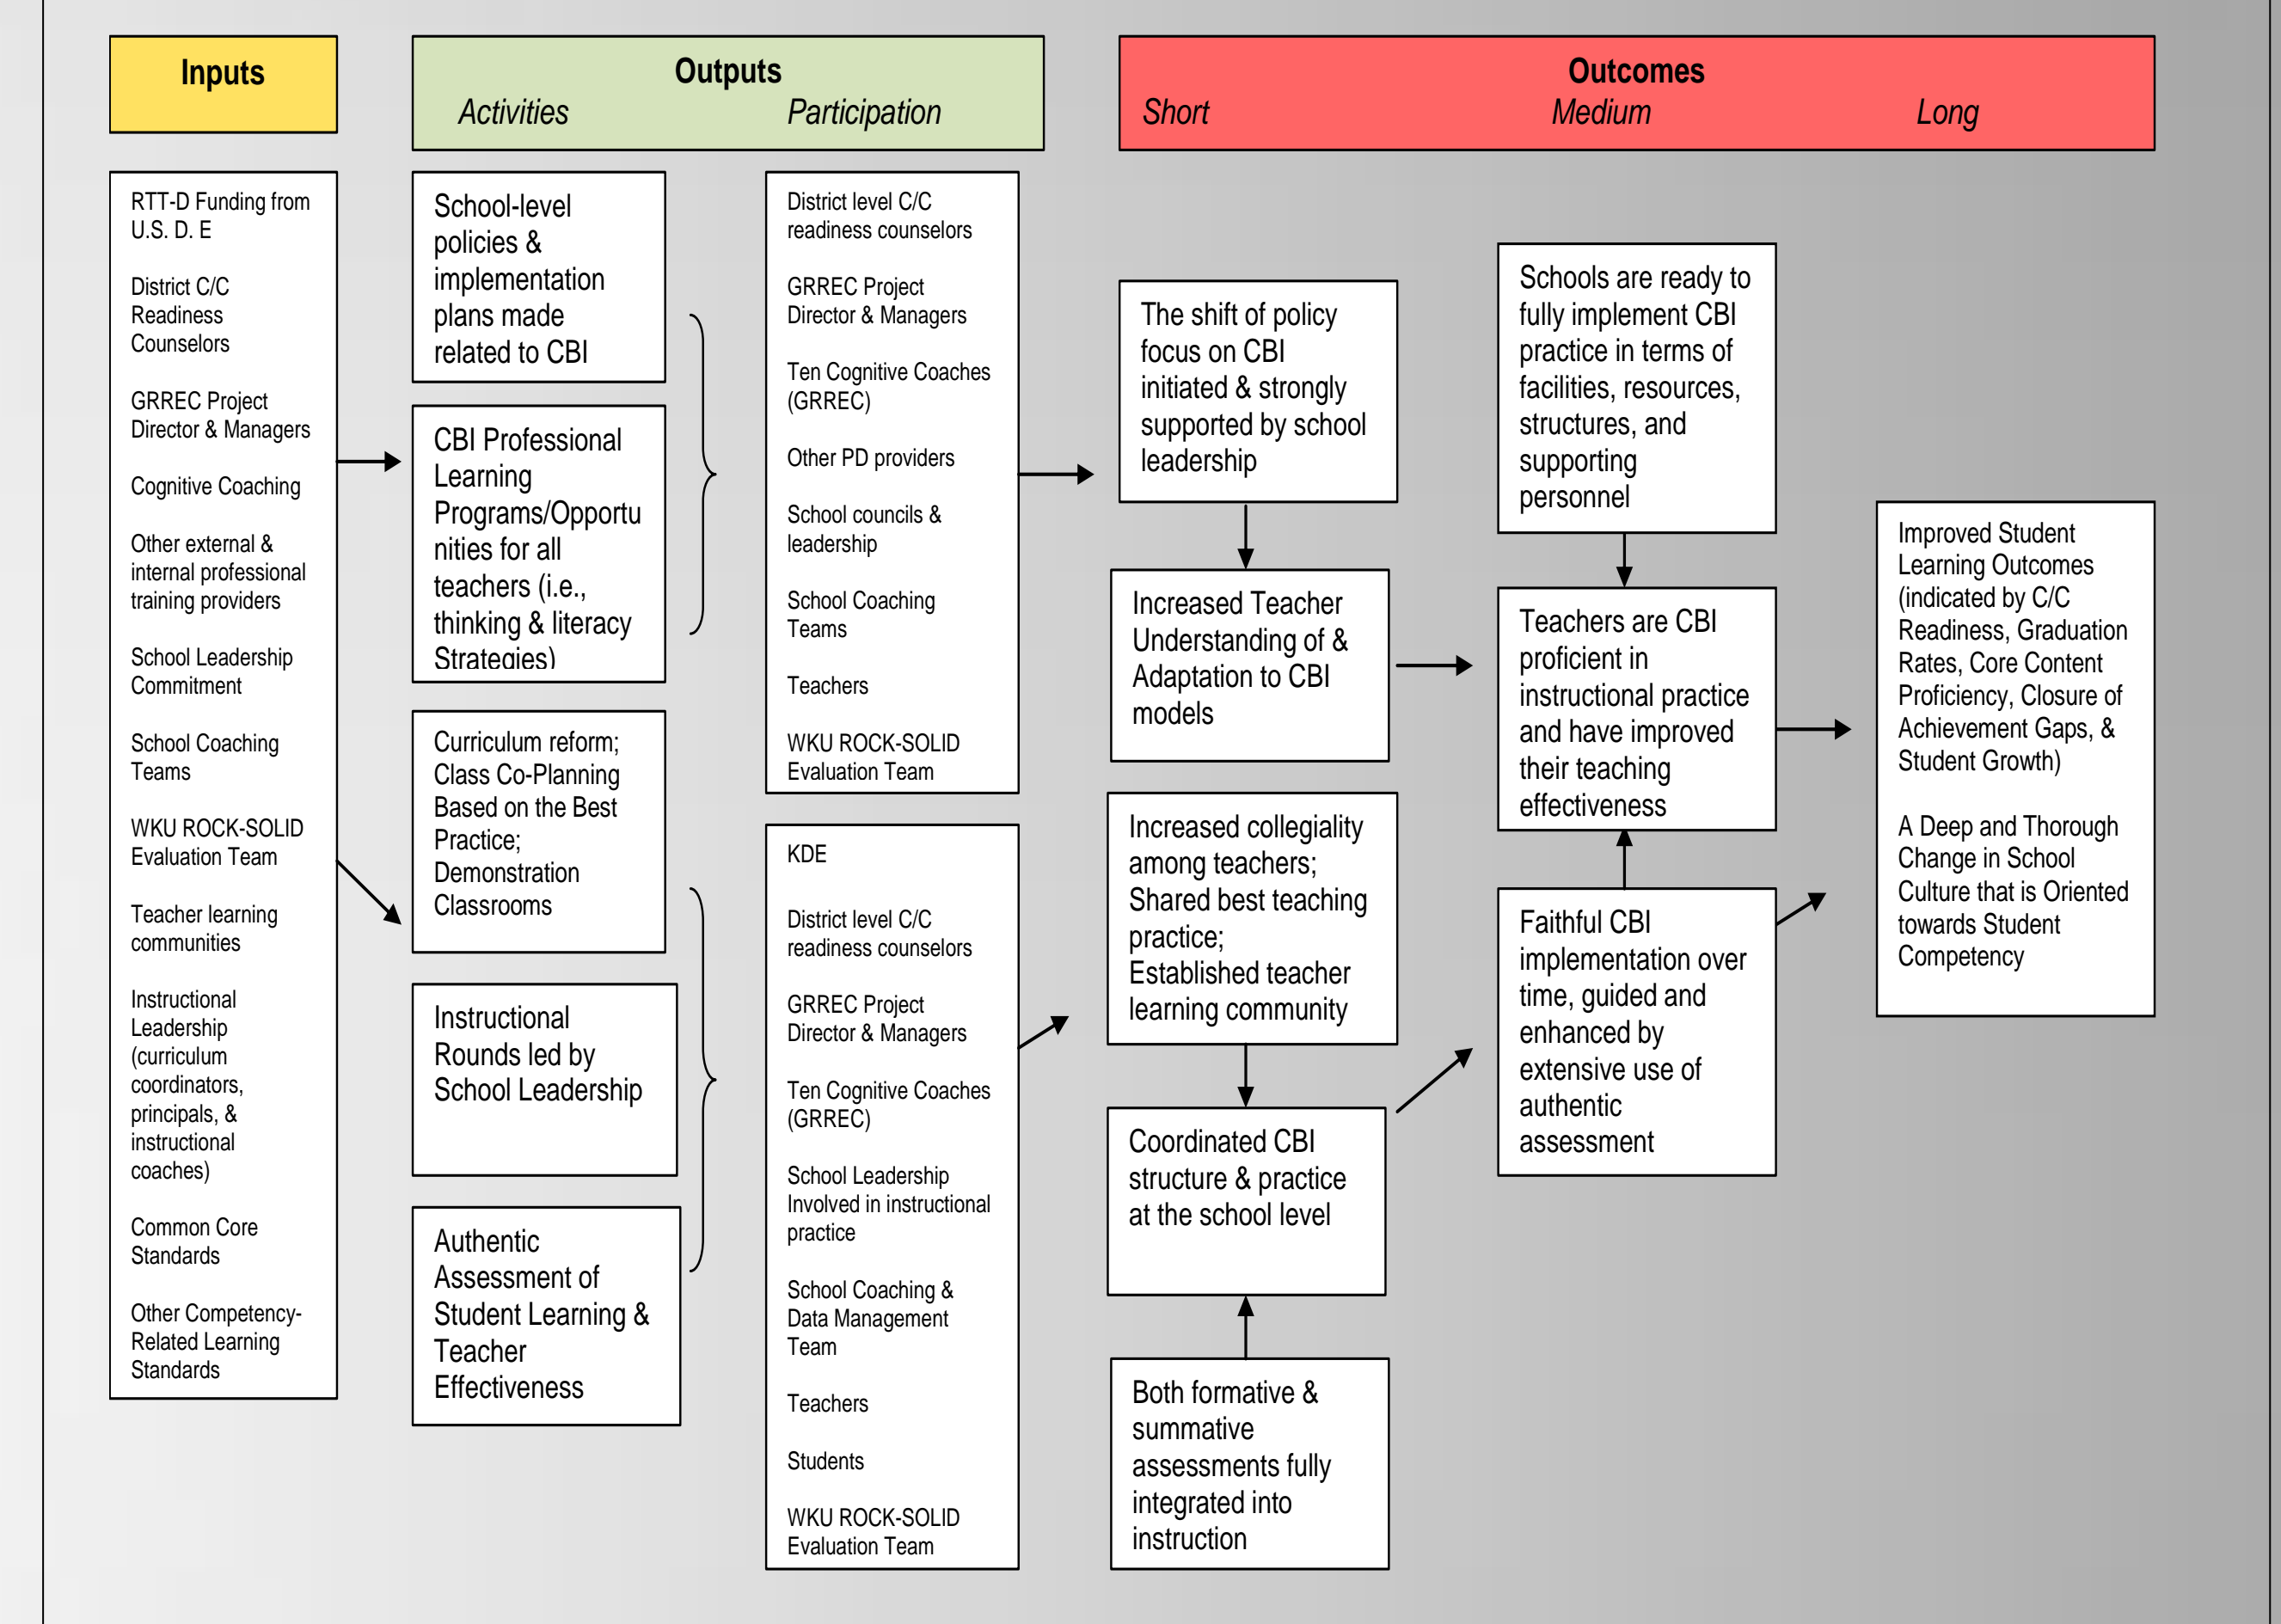 Inputs
Outputs
Activities
Participation
Outcomes
Short
Medium
Long
RTT-D Funding from
U.S. D. E
District C/C
Readiness
Counselors
GRREC Project
Director & Managers
Cognitive Coaching
Other external &
internal professional
training providers
School Leadership
Commitment
School Coaching
Teams
WKU ROCK-SOLID
Evaluation Team
Teacher learning
communities
Instructional
Leadership
(curriculum
coordinators,
principals, &
instructional
coaches)
Common Core
Standards
Other Competency-
Related Learning
Standards
School-level
policies &
implementation
plans made
related to CBI
CBI Professional
Learning
Programs/Opportu
nities for all
teachers (i.e.,
thinking & literacy
Strategies)
Curriculum reform;
Class Co-Planning
Based on the Best
Practice;
Demonstration
Classrooms
Instructional
Rounds led by
School Leadership
Authentic
Assessment of
Student Learning &
Teacher
Effectiveness
District level C/C
readiness counselors
GRREC Project
Director & Managers
Ten Cognitive Coaches
(GRREC)
Other PD providers
School councils &
leadership
School Coaching
Teams
Teachers
WKU ROCK-SOLID
Evaluation Team
KDE
District level C/C
readiness counselors
GRREC Project
Director & Managers
Ten Cognitive Coaches
(GRREC)
School Leadership
Involved in instructional
practice
School Coaching &
Data Management
Team
Teachers
Students
WKU ROCK-SOLID
Evaluation Team
The shift of policy
focus on CBI
initiated & strongly
supported by school
leadership
Increased Teacher
Understanding of &
Adaptation to CBI
models
Increased collegiality
among teachers;
Shared best teaching
practice;
Established teacher
learning community
Coordinated CBI
structure & practice
at the school level
Both formative &
summative
assessments fully
integrated into
instruction
Schools are ready to
fully implement CBI
practice in terms of
facilities, resources,
structures, and
supporting
personnel
Teachers are CBI
proficient in
instructional practice
and have improved
their teaching
effectiveness
Faithful CBI
implementation over
time, guided and
enhanced by
extensive use of
authentic
assessment
Improved Student
Learning Outcomes
(indicated by C/C
Readiness, Graduation
Rates, Core Content
Proficiency, Closure of
Achievement Gaps, &
Student Growth)
A Deep and Thorough
Change in School
Culture that is Oriented
towards Student
Competency